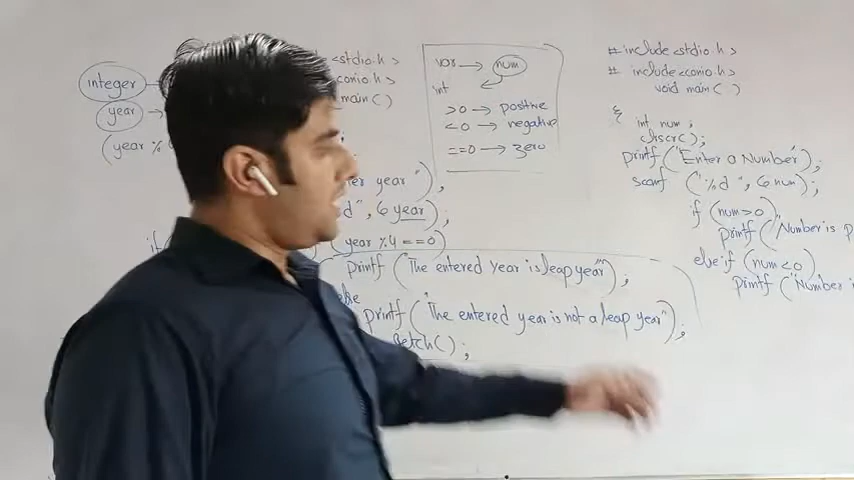 integer
year
(year %
<stdio.h>
conio.h>
main( )
er year");
d", &year);
if
(year %4 ==0)
printf ("The entered year is leap year");
else
printf ("The entered year is not a leap year");
getch();
var → num
int
>0 → positive
<0 → negative
==0 → zero
# include <stdio.h>
# include <conio.h>
void main ( )
{
int num ;
clrscr();
printf ("Enter a Number");
scanf ("%d", &num);
if (num>0)
printf ("Number is p
else if (num<0)
printf ("Number i